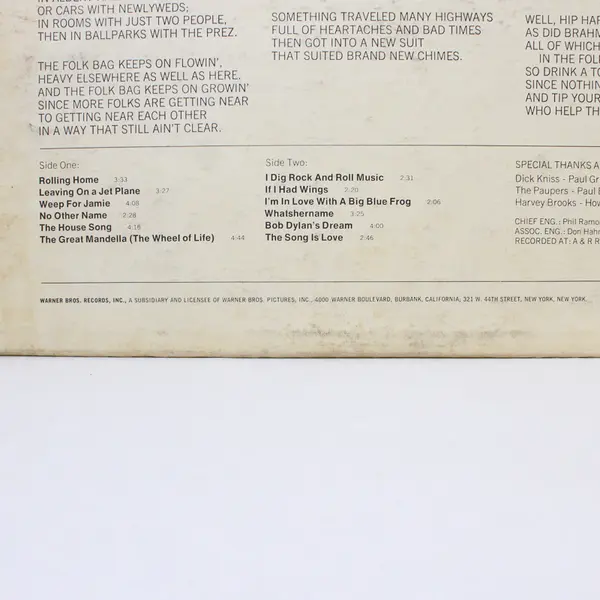 OR CARS WITH NEWLYWEDS;
IN ROOMS WITH JUST TWO PEOPLE,
THEN IN BALLPARKS WITH THE PREZ.
THE FOLK BAG KEEPS ON FLOWIN',
HEAVY ELSEWHERE AS WELL AS HERE,
AND THE FOLK BAG KEEPS ON GROWIN'
SINCE MORE FOLKS ARE GETTING NEAR
TO GETTING NEAR EACH OTHER
IN A WAY THAT STILL AIN'T CLEAR.
SOMETHING TRAVELED MANY HIGHWAYS
FULL OF HEARTACHES AND BAD TIMES
THEN GOT INTO A NEW SUIT
THAT SUITED BRAND NEW CHIMES.
WELL, HIP HAR
AS DID BRAHM
ALL OF WHICH
IN THE FOL
SO DRINK A TO
SINCE NOTHIN
AND TIP YOUR
WHO HELP TH
Side One:
Rolling Home 3:33
Leaving On a Jet Plane 3:27
Weep For Jamie 4:08
No Other Name 2:28
The House Song 4:16
The Great Mandella (The Wheel of Life) 4:44
Side Two:
I Dig Rock And Roll Music 2:31
If I Had Wings 2:20
I'm In Love With A Big Blue Frog 2:06
Whatshername 3:25
Bob Dylan's Dream 4:00
The Song Is Love 2:46
SPECIAL THANKS A
Dick Kniss - Paul Gr
The Paupers - Paul
Harvey Brooks - Ho
CHIEF ENG.: Phil Ramo
ASSOC. ENG.: Don Hahn
RECORDED AT: A & R R
WARNER BROS. RECORDS, INC., A SUBSIDIARY AND LICENSEE OF WARNER BROS. PICTURES, INC., 4000 WARNER BOULEVARD, BURBANK, CALIFORNIA; 321 W. 44TH STREET, NEW YORK, NEW YORK.